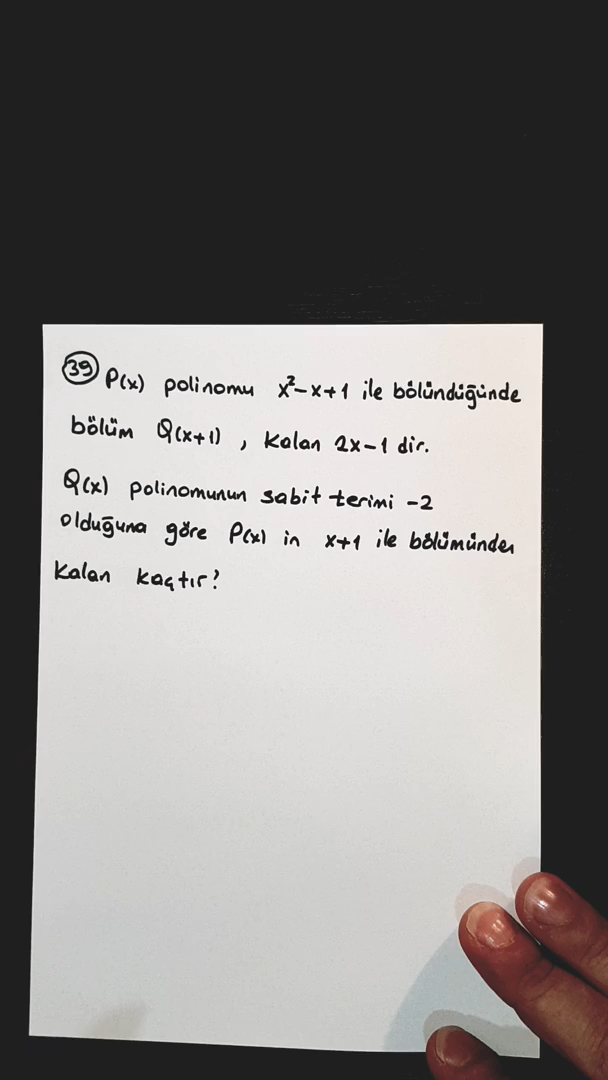 39 P(x) polinomu x²-x+1 ile bölündüğünde
bölüm Q(x+1) , kalan 2x-1 dir.
Q(x) polinomunun sabit terimi -2
olduğuna göre P(x) in x+1 ile bölümünden
kalan kaçtır?